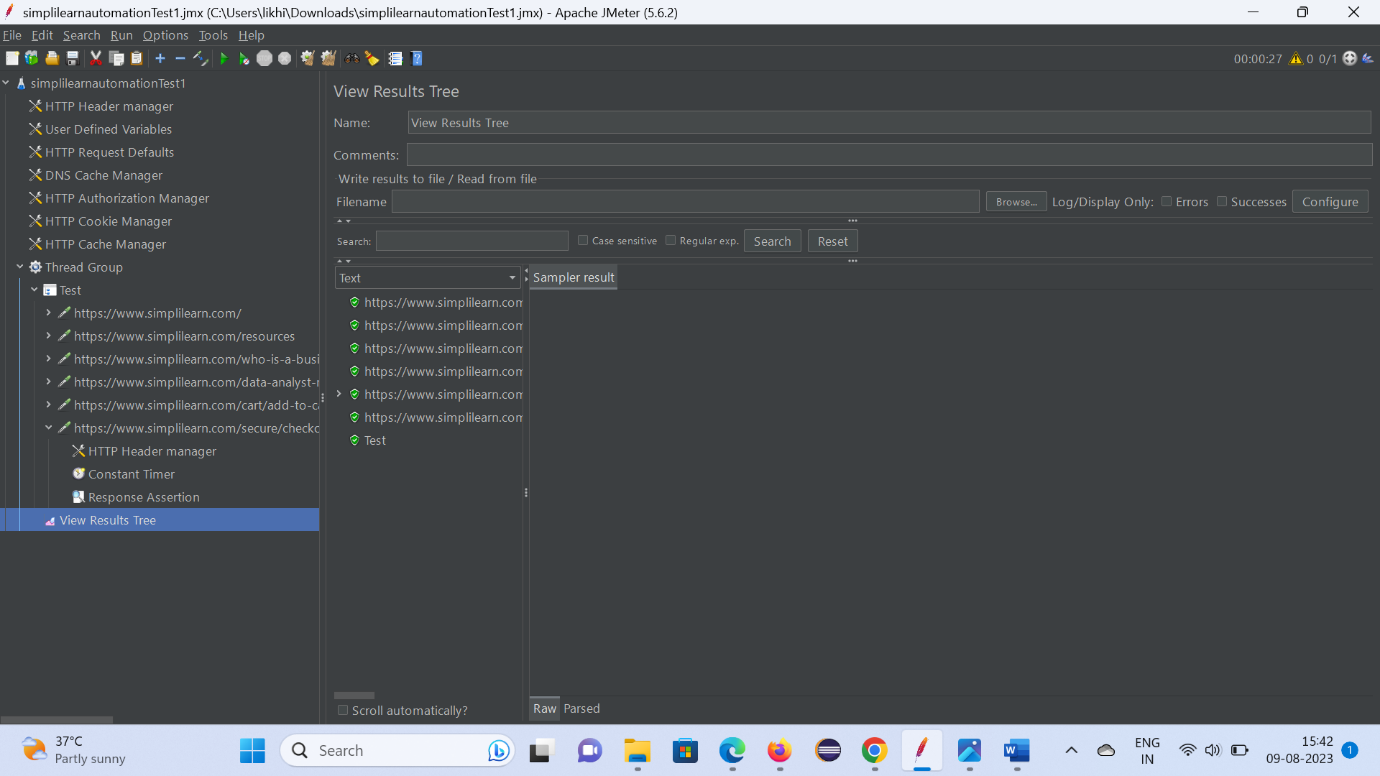 simplilearnautomationTest1.jmx (C:\Users\likhi\Downloads\simplilearnautomationTest1.jmx) - Apache JMeter (5.6.2)
File Edit Search Run Options Tools Help
00:00:27 0 0/1
simplilearnautomationTest1
HTTP Header manager
User Defined Variables
HTTP Request Defaults
DNS Cache Manager
HTTP Authorization Manager
HTTP Cookie Manager
HTTP Cache Manager
Thread Group
Test
https://www.simplilearn.com/
https://www.simplilearn.com/resources
https://www.simplilearn.com/who-is-a-busi
https://www.simplilearn.com/data-analyst-
https://www.simplilearn.com/cart/add-to-c
https://www.simplilearn.com/secure/checko
HTTP Header manager
Constant Timer
Response Assertion
View Results Tree
View Results Tree
Name: View Results Tree
Comments:
Write results to file / Read from file
Filename Browse... Log/Display Only: Errors Successes Configure
Search: Case sensitive Regular exp. Search Reset
Text
Sampler result
https://www.simplilearn.com
https://www.simplilearn.com
https://www.simplilearn.com
https://www.simplilearn.com
https://www.simplilearn.com
https://www.simplilearn.com
Test
Scroll automatically?
Raw Parsed
37°C
Partly sunny
Search
ENG
IN
15:42
09-08-2023
1